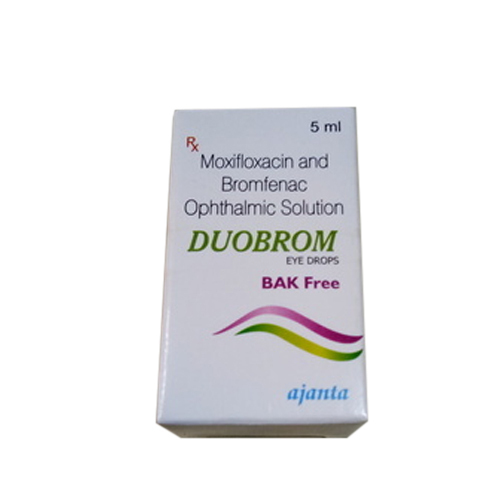 5 ml
Rx
Moxifloxacin and
Bromfenac
Ophthalmic Solution
DUOBROM
EYE DROPS
BAK Free
ajanta